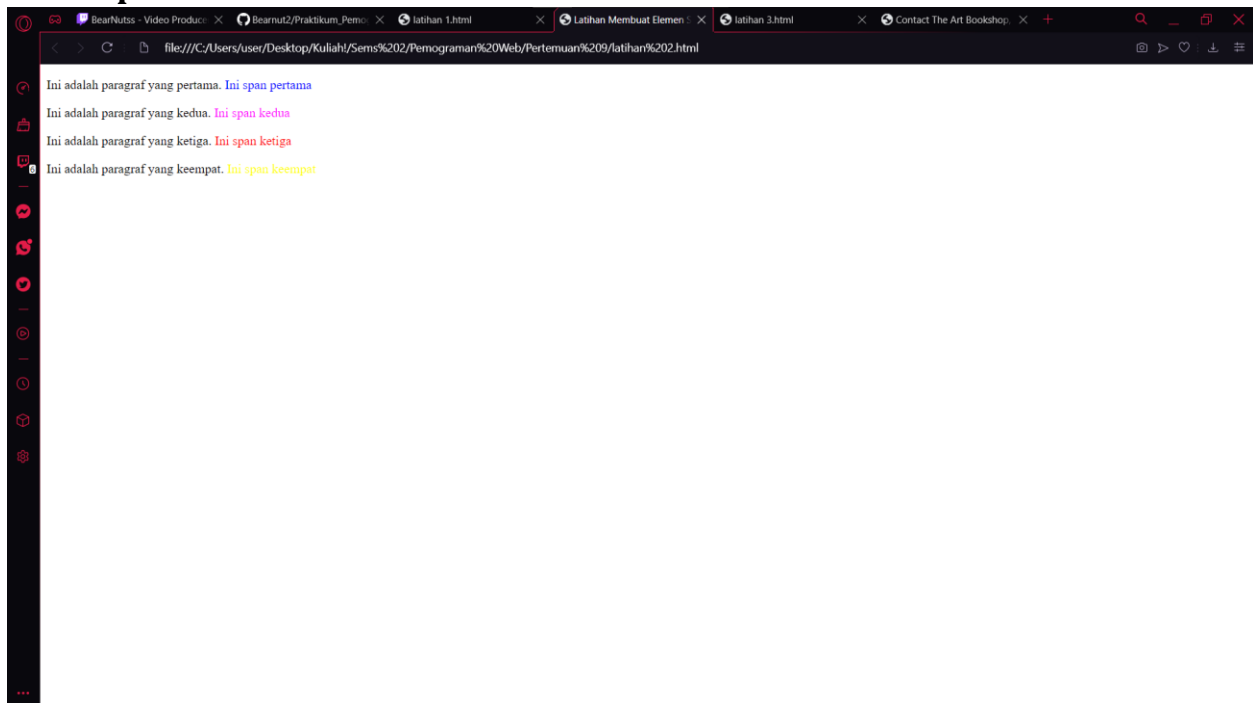 BearNutss - Video Produce
Bearnut2/Praktikum_Pemo
latihan 1.html
Latihan Membuat Elemen S
latihan 3.html
Contact The Art Bookshop,
file:///C:/Users/user/Desktop/Kuliah!/Sems%202/Pemograman%20Web/Pertemuan%209/latihan%202.html
Ini adalah paragraf yang pertama. Ini span pertama
Ini adalah paragraf yang kedua. Ini span kedua
Ini adalah paragraf yang ketiga. Ini span ketiga
Ini adalah paragraf yang keempat. Ini span keempat
6